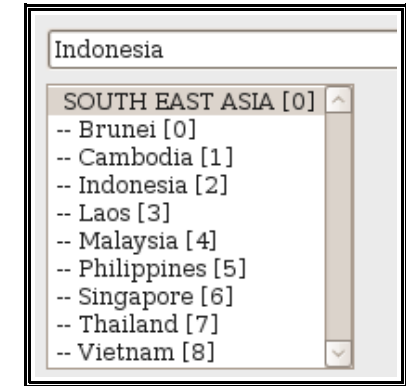 Indonesia
SOUTH EAST ASIA [0]
-- Brunei [0]
-- Cambodia [1]
-- Indonesia [2]
-- Laos [3]
-- Malaysia [4]
-- Philippines [5]
-- Singapore [6]
-- Thailand [7]
-- Vietnam [8]